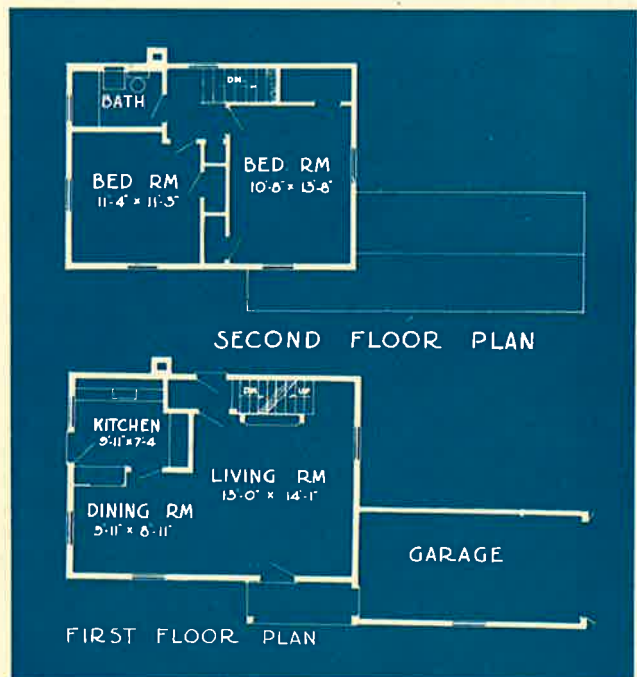 DN.
BATH
BED RM
11'-4" × 11'-3"
BED RM
10'-8" × 13'-8"
SECOND FLOOR PLAN
DN.
UP
KITCHEN
9'-11" × 7'-4
LIVING RM
13'-0" × 14'-1"
DINING RM
9'-11" × 8'-11"
GARAGE
FIRST FLOOR PLAN